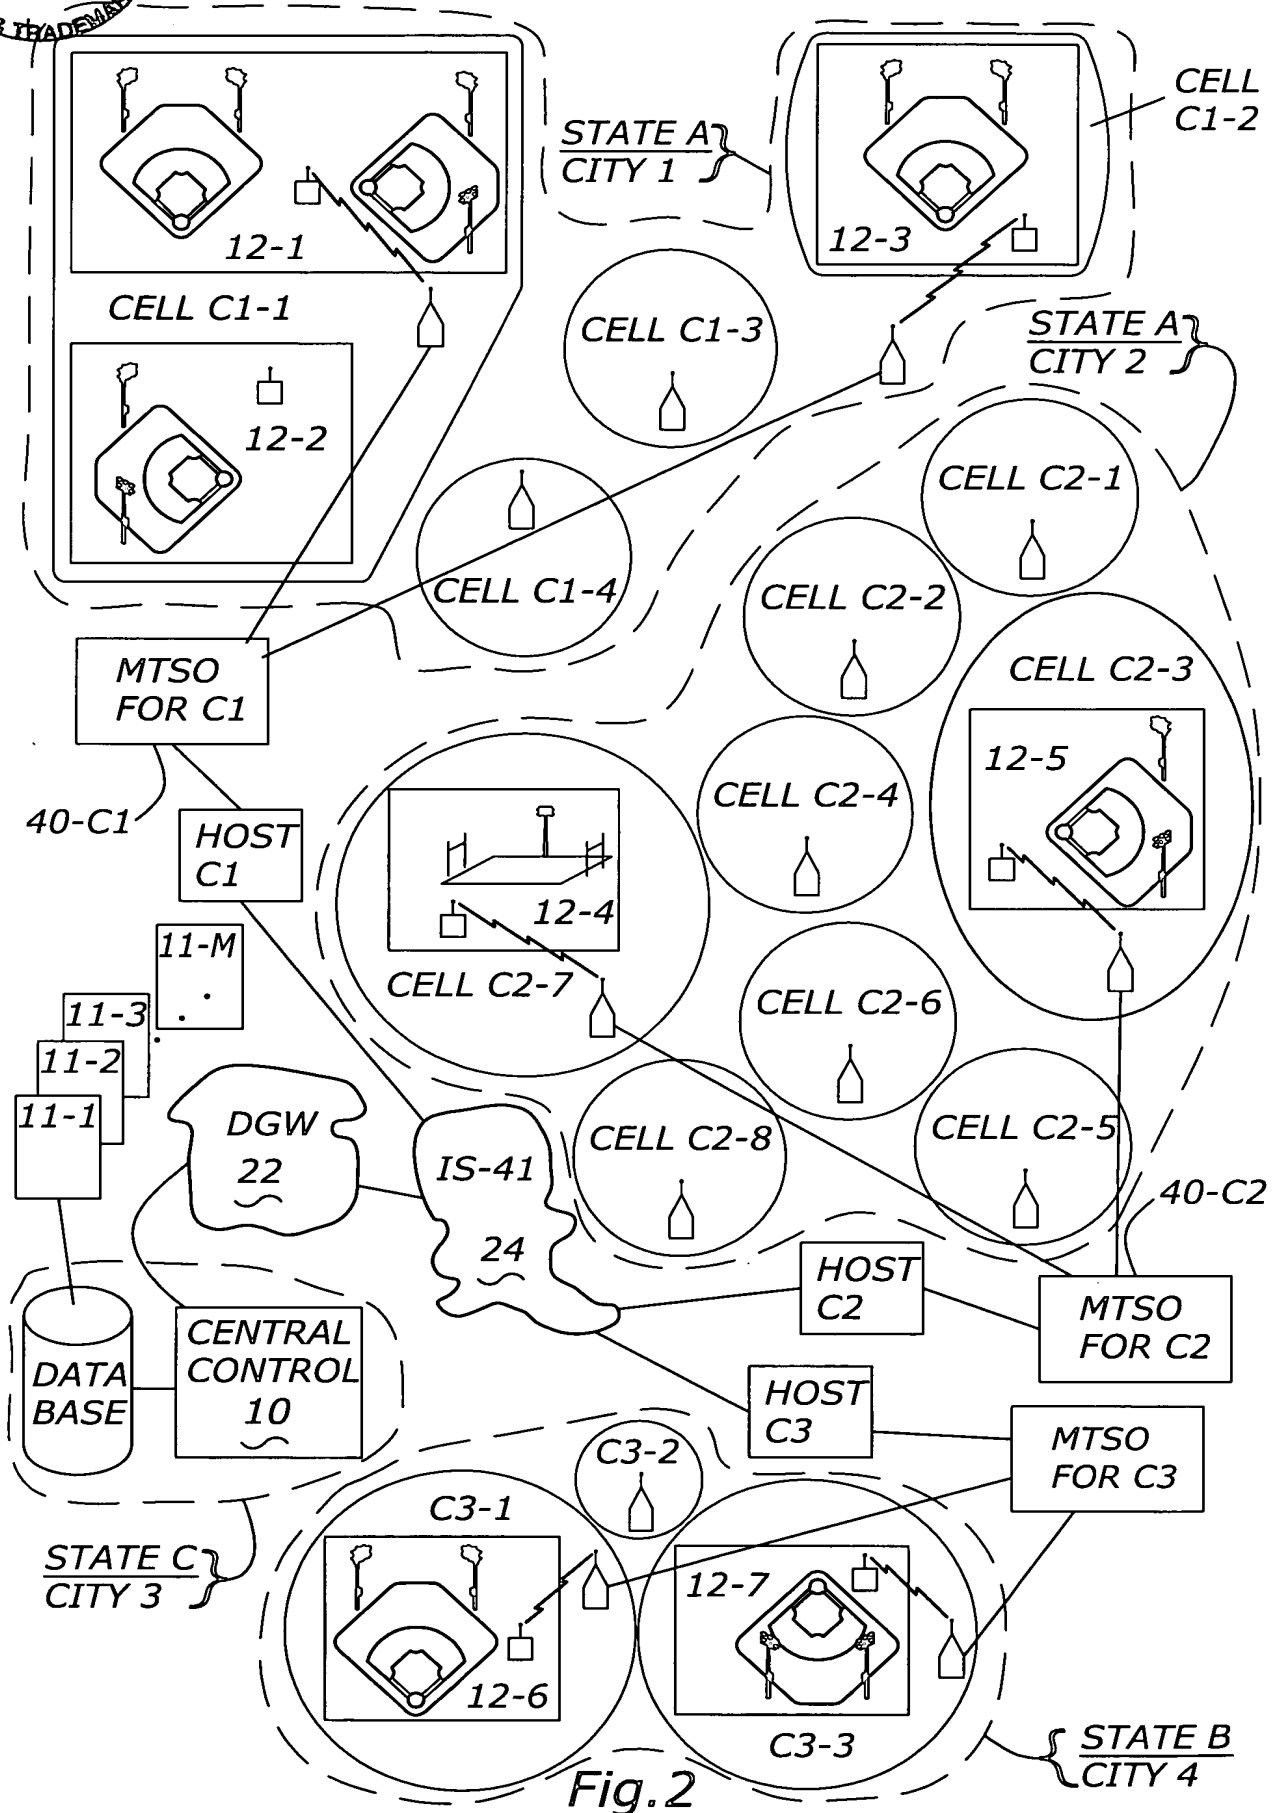 TRADEMA
CELL
C1-2
STATE A
CITY 1
12-1
12-3
CELL C1-1
CELL C1-3
STATE A
CITY 2
12-2
CELL C2-1
CELL C1-4
CELL C2-2
MTSO
FOR C1
CELL C2-3
12-5
40-C1
HOST
C1
CELL C2-4
12-4
11-M
CELL C2-7
CELL C2-6
11-3
11-2
11-1
DGW
22
IS-41
24
CELL C2-8
CELL C2-5
40-C2
HOST
C2
MTSO
FOR C2
DATA
BASE
CENTRAL
CONTROL
10
HOST
C3
MTSO
FOR C3
C3-2
C3-1
STATE C
CITY 3
12-7
12-6
C3-3
STATE B
CITY 4
Fig.2